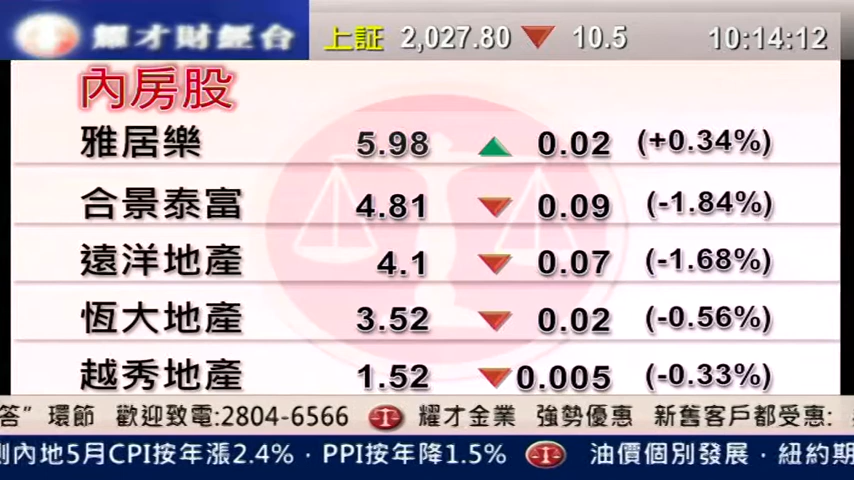 耀才財經台 上証 2,027.80 10.5 10:14:12
內房股
雅居樂 5.98 0.02 (+0.34%)
合景泰富 4.81 0.09 (-1.84%)
遠洋地產 4.1 0.07 (-1.68%)
恆大地產 3.52 0.02 (-0.56%)
越秀地產 1.52 0.005 (-0.33%)
答” 環節 歡迎致電:2804-6566 耀才金業 強勢優惠 新舊客戶都受惠:
測內地5月CPI按年漲2.4%．PPI按年降1.5% 油價個別發展．紐約期